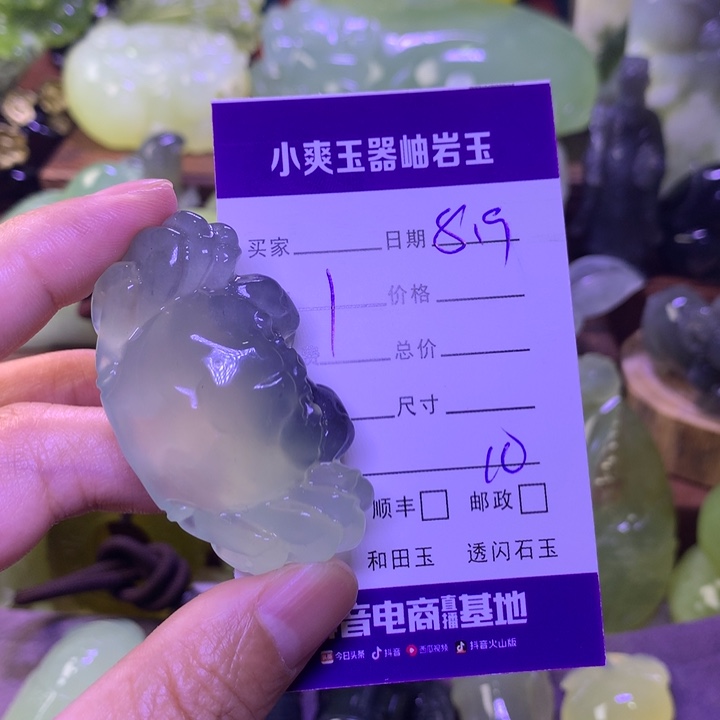 小爽玉器岫岩玉
买家 日期 8.9
1 价格
总价
尺寸
10
顺丰 邮政
和田玉 透闪石玉
音电商直播基地
今日头条 抖音 西瓜视频 抖音火山版